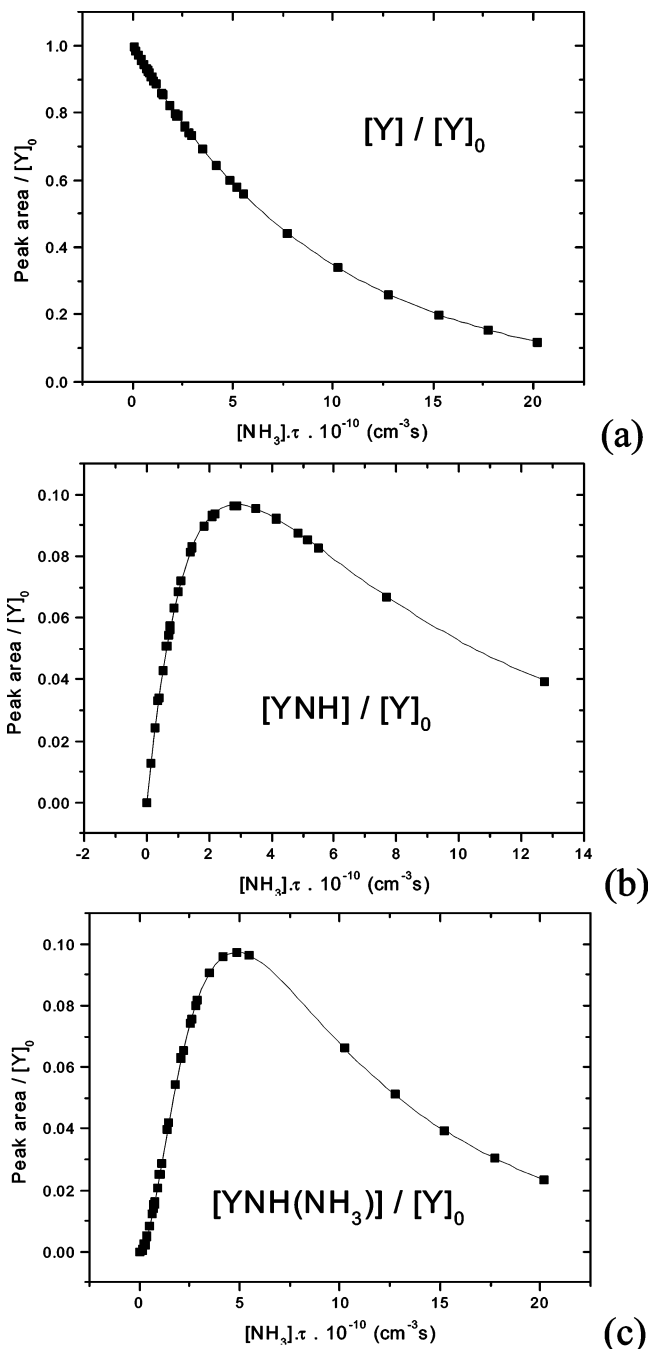 1.0
0.8
0.6
0.4
0.2
0.0
Peak area / [Y]₀
[Y] / [Y]₀
0 5 10 15 20
[NH₃].τ . 10⁻¹⁰ (cm⁻³s)
(a)
0.10
0.08
0.06
0.04
0.02
0.00
Peak area / [Y]₀
[YNH] / [Y]₀
-2 0 2 4 6 8 10 12 14
[NH₃].τ . 10⁻¹⁰ (cm⁻³s)
(b)
0.10
0.08
0.06
0.04
0.02
0.00
Peak area / [Y]₀
[YNH(NH₃)] / [Y]₀
0 5 10 15 20
[NH₃].τ . 10⁻¹⁰ (cm⁻³s)
(c)